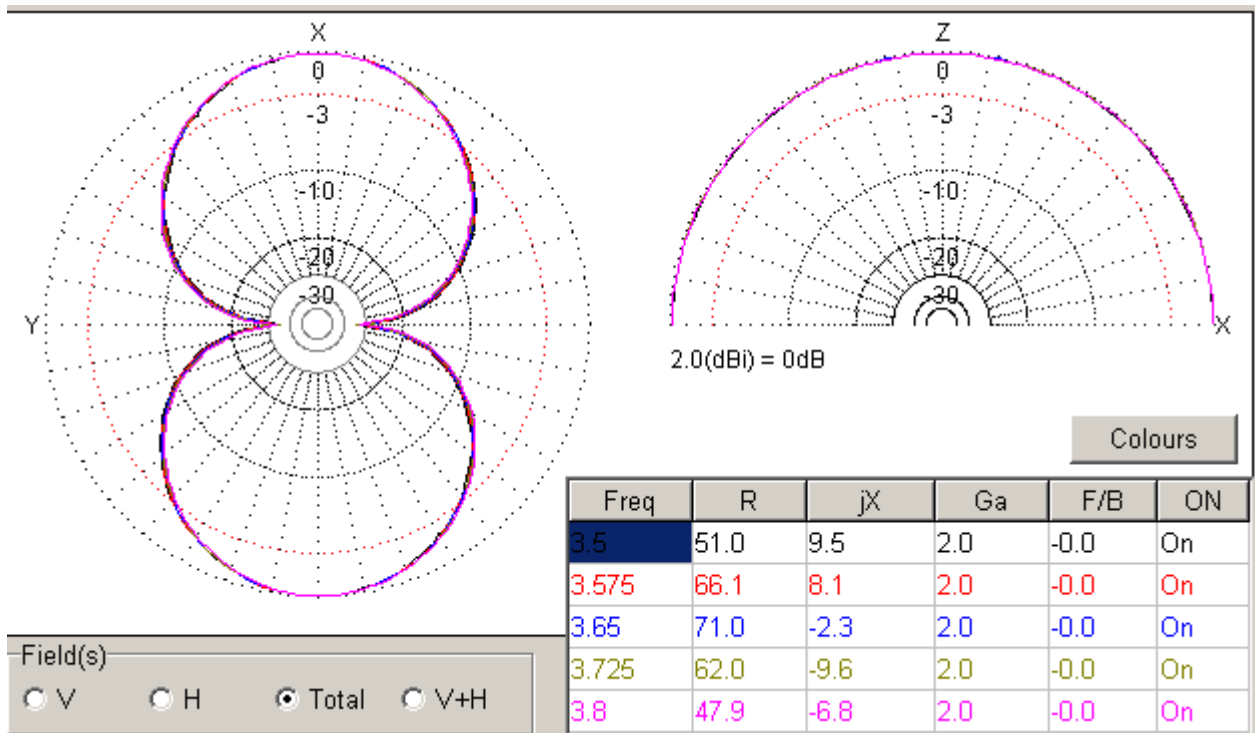 X
0
-3
-10
-20
-30
Y
Z
0
-3
-10
-20
-30
X
2.0(dBi) = 0dB
Colours
Freq R jX Ga F/B ON
3.5 51.0 9.5 2.0 -0.0 On
3.575 66.1 8.1 2.0 -0.0 On
3.65 71.0 -2.3 2.0 -0.0 On
3.725 62.0 -9.6 2.0 -0.0 On
3.8 47.9 -6.8 2.0 -0.0 On
Field(s)
V H Total V+H